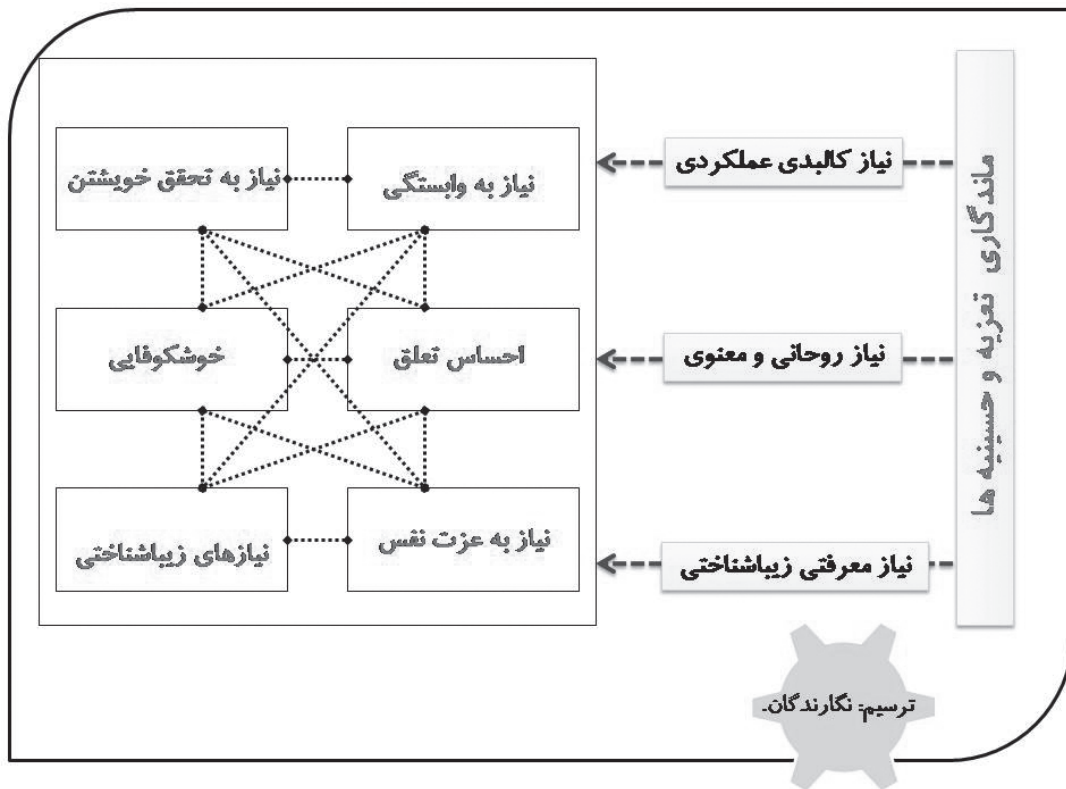 ماندگاری تعزیه و حسینیه ها
نیاز کالبدی عملکردی
نیاز روحانی و معنوی
نیاز معرفتی زیباشناختی
نیاز به وابستگی
نیاز به تحقق خویشتن
احساس تعلق
خوشکوفایی
نیاز به عزت نفس
نیازهای زیباشناختی
ترسیم: نگارندگان.